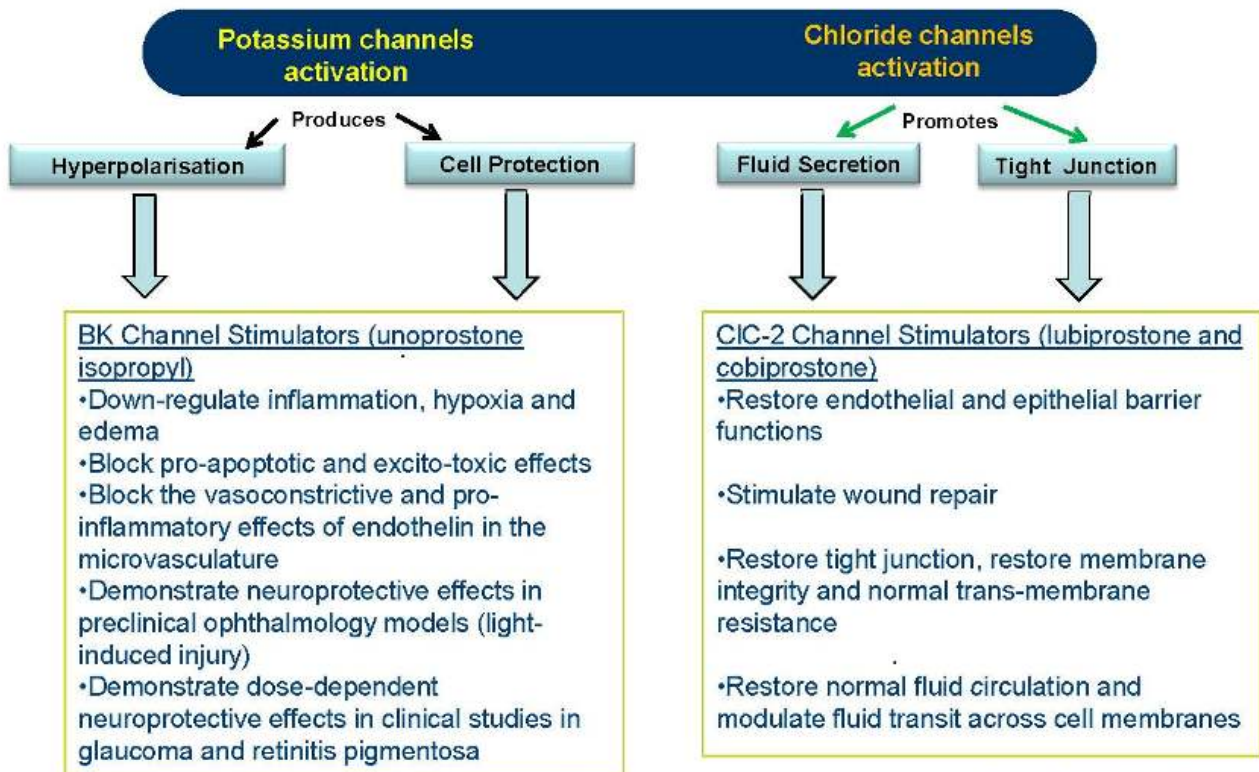 Potassium channels
activation
Chloride channels
activation
Produces
Promotes
Hyperpolarisation
Cell Protection
Fluid Secretion
Tight Junction
BK Channel Stimulators (unoprostone
isopropyl)
•Down-regulate inflammation, hypoxia and
edema
•Block pro-apoptotic and excito-toxic effects
•Block the vasoconstrictive and pro-
inflammatory effects of endothelin in the
microvasculature
•Demonstrate neuroprotective effects in
preclinical ophthalmology models (light-
induced injury)
•Demonstrate dose-dependent
neuroprotective effects in clinical studies in
glaucoma and retinitis pigmentosa
ClC-2 Channel Stimulators (lubiprostone and
cobiprostone)
•Restore endothelial and epithelial barrier
functions
•Stimulate wound repair
•Restore tight junction, restore membrane
integrity and normal trans-membrane
resistance
•Restore normal fluid circulation and
modulate fluid transit across cell membranes